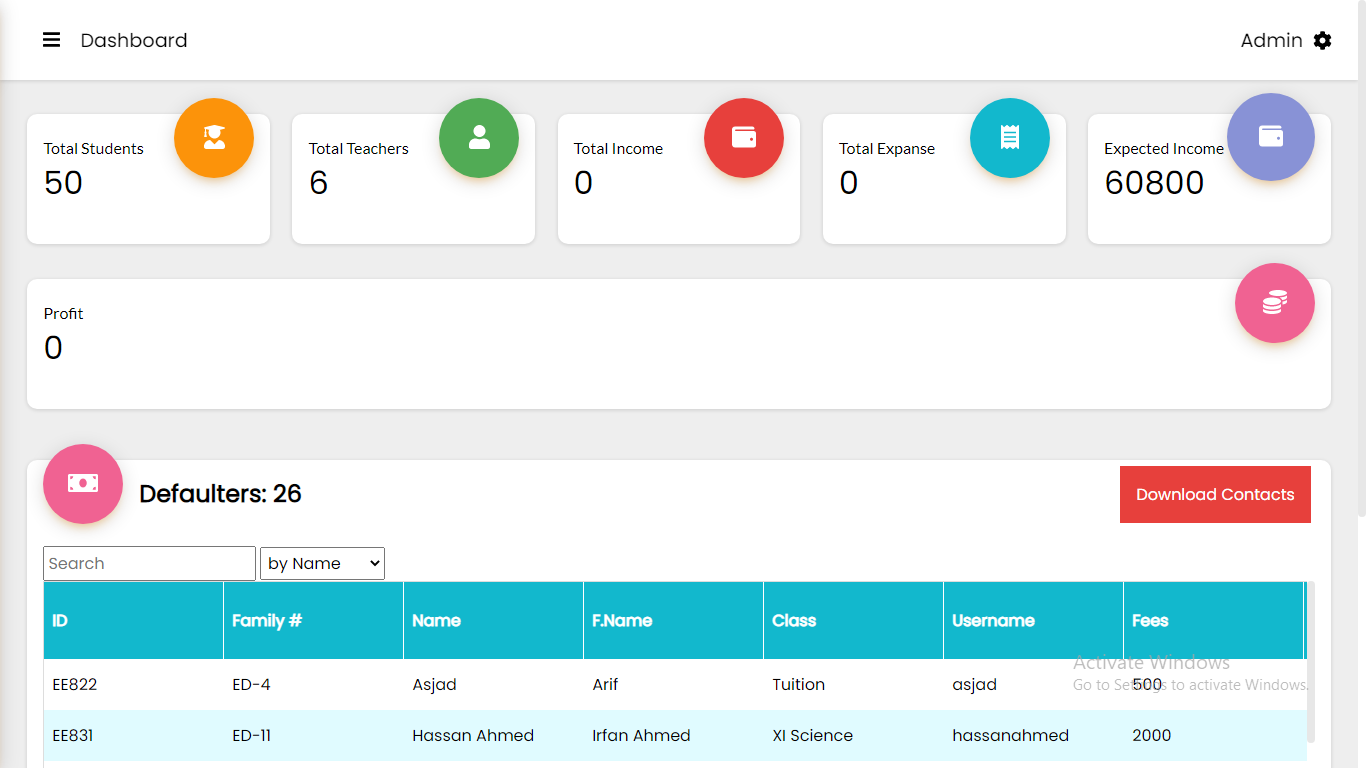 Dashboard
Admin
Total Students
50
Total Teachers
6
Total Income
0
Total Expanse
0
Expected Income
60800
Profit
0
Defaulters: 26
Download Contacts
Search
by Name
ID Family # Name F.Name Class Username Fees
EE822 ED-4 Asjad Arif Tuition asjad 500
EE831 ED-11 Hassan Ahmed Irfan Ahmed XI Science hassanahmed 2000
Activate Windows
Go to Settings to activate Windows.